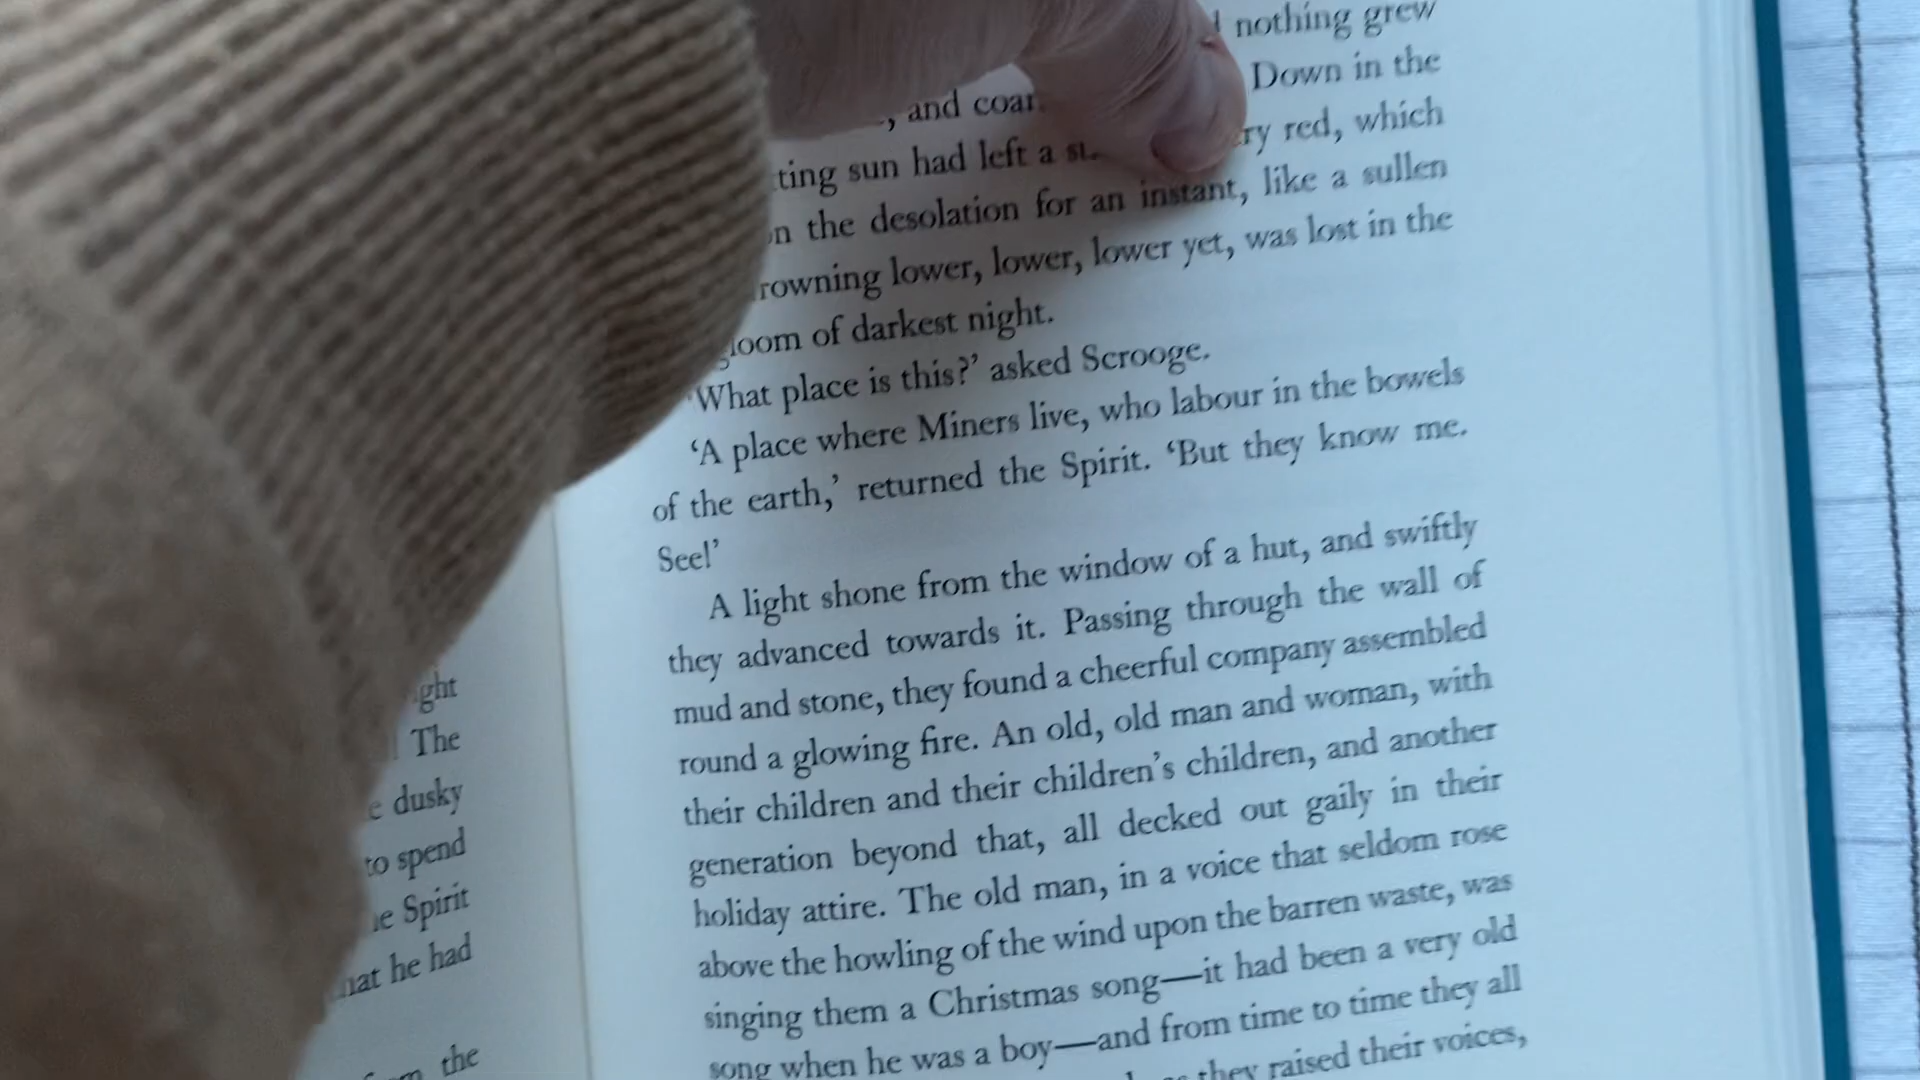 ght
The
dusky
to spend
Spirit
he had
the
nothing grew
and coar
Down in the
ting sun had left a
ry red, which
the desolation for an instant, like a sullen
rowning lower, lower, lower yet, was lost in the
loom of darkest night.
'What place is this?' asked Scrooge.
'A place where Miners live, who labour in the bowels
of the earth,' returned the Spirit. 'But they know me.
See!'
A light shone from the window of a hut, and swiftly
they advanced towards it. Passing through the wall of
mud and stone, they found a cheerful company assembled
round a glowing fire. An old, old man and woman, with
their children and their children's children, and another
generation beyond that, all decked out gaily in their
holiday attire. The old man, in a voice that seldom rose
above the howling of the wind upon the barren waste, was
singing them a Christmas song—it had been a very old
song when he was a boy—and from time to time they all
they raised their voices,